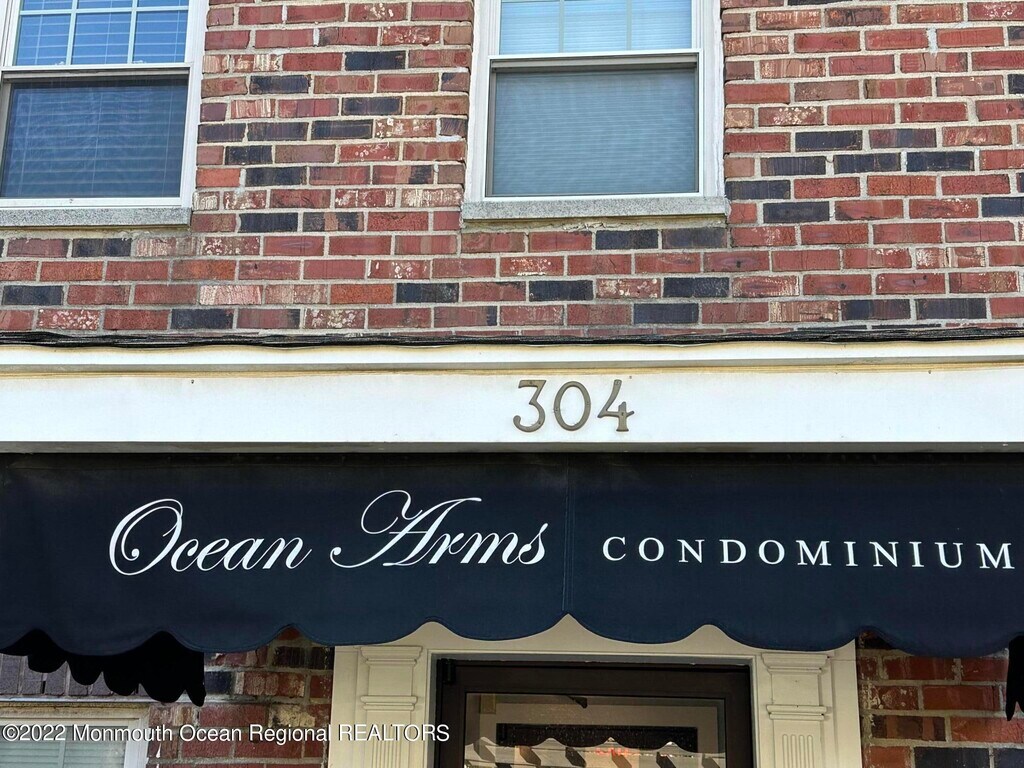 304
Ocean Arms CONDOMINIUM
©2022 Monmouth Ocean Regional REALTORS